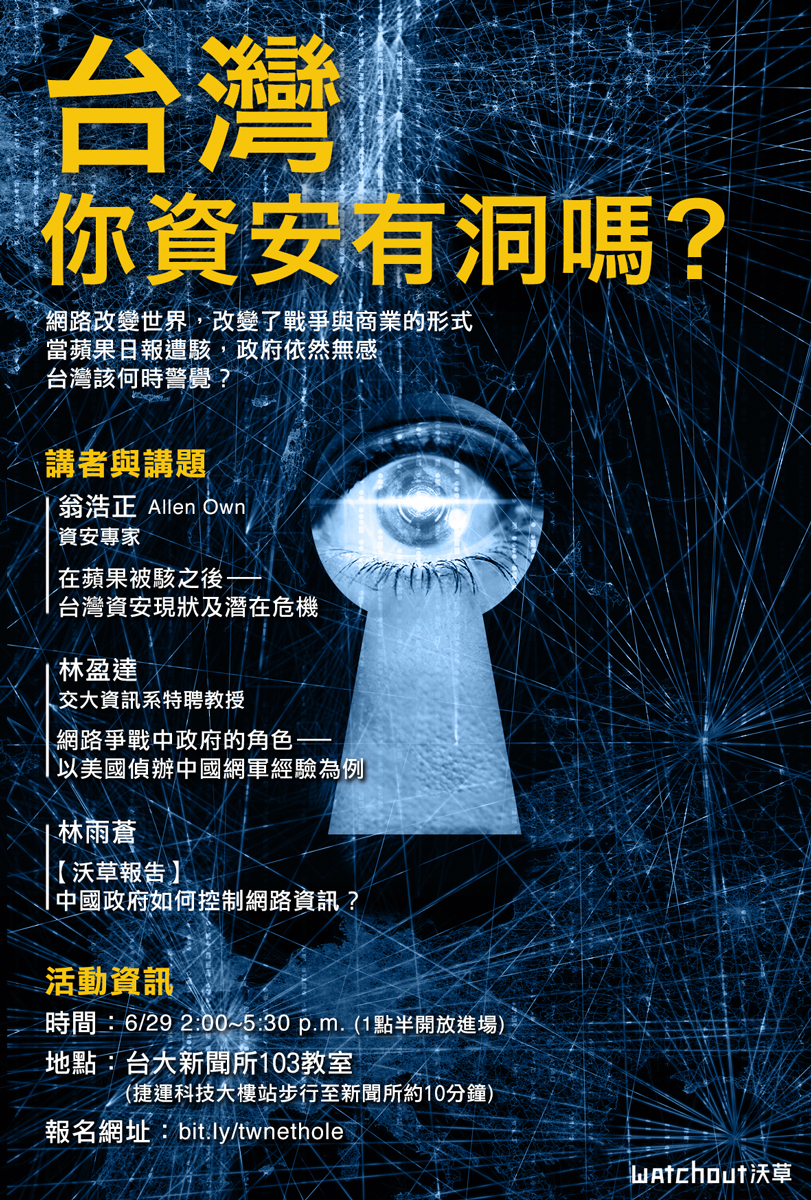 台灣
你資安有洞嗎？
網路改變世界，改變了戰爭與商業的形式
當蘋果日報遭駭，政府依然無感
台灣該何時警覺？
講者與講題
翁浩正 Allen Own
資安專家
在蘋果被駭之後──
台灣資安現狀及潛在危機
林盈達
交大資訊系特聘教授
網路爭戰中政府的角色──
以美國偵辦中國網軍經驗為例
林雨蒼
【沃草報告】
中國政府如何控制網路資訊？
活動資訊
時間：6/29 2:00~5:30 p.m. (1點半開放進場)
地點：台大新聞所103教室
(捷運科技大樓站步行至新聞所約10分鐘)
報名網址：bit.ly/twnethole
watchout沃草